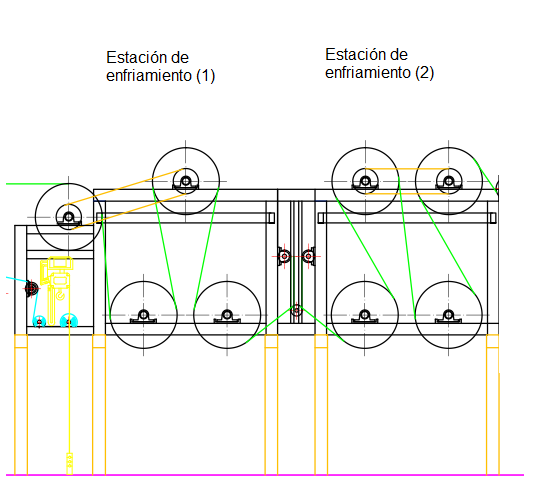 Estación de
enfriamiento (1)
Estación de
enfriamiento (2)